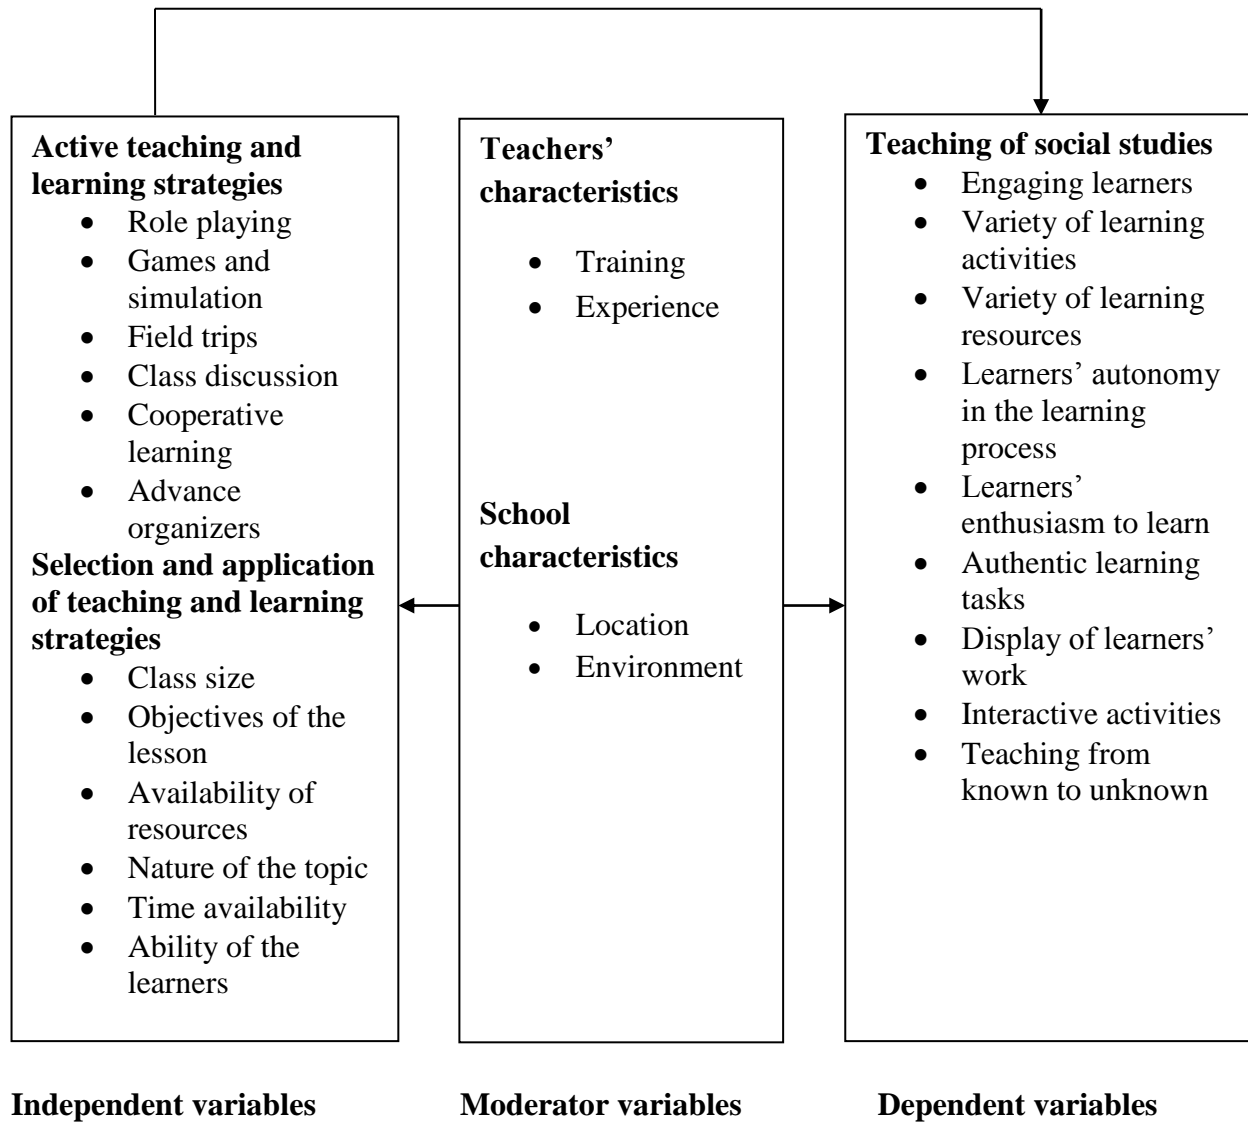 Active teaching and
learning strategies
• Role playing
• Games and
simulation
• Field trips
• Class discussion
• Cooperative
learning
• Advance
organizers
Selection and application
of teaching and learning
strategies
• Class size
• Objectives of the
lesson
• Availability of
resources
• Nature of the topic
• Time availability
• Ability of the
learners
Teachers’
characteristics
• Training
• Experience
School
characteristics
• Location
• Environment
Teaching of social studies
• Engaging learners
• Variety of learning
activities
• Variety of learning
resources
• Learners’ autonomy
in the learning
process
• Learners’
enthusiasm to learn
• Authentic learning
tasks
• Display of learners’
work
• Interactive activities
• Teaching from
known to unknown
Independent variables
Moderator variables
Dependent variables